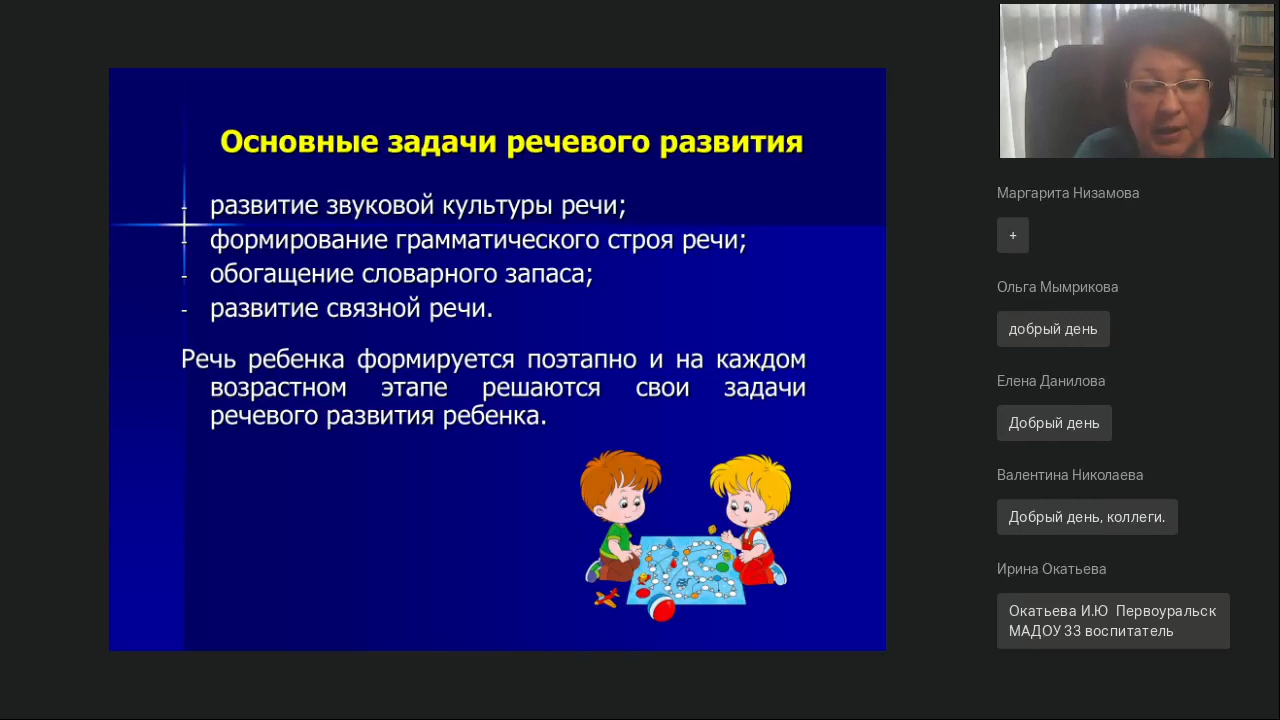 Основные задачи речевого развития
- развитие звуковой культуры речи;
- формирование грамматического строя речи;
- обогащение словарного запаса;
- развитие связной речи.
Речь ребенка формируется поэтапно и на каждом
возрастном этапе решаются свои задачи
речевого развития ребенка.
Маргарита Низамова
+
Ольга Мымрикова
добрый день
Елена Данилова
Добрый день
Валентина Николаева
Добрый день, коллеги.
Ирина Окатьева
Окатьева И.Ю Первоуральск
МАДОУ 33 воспитатель